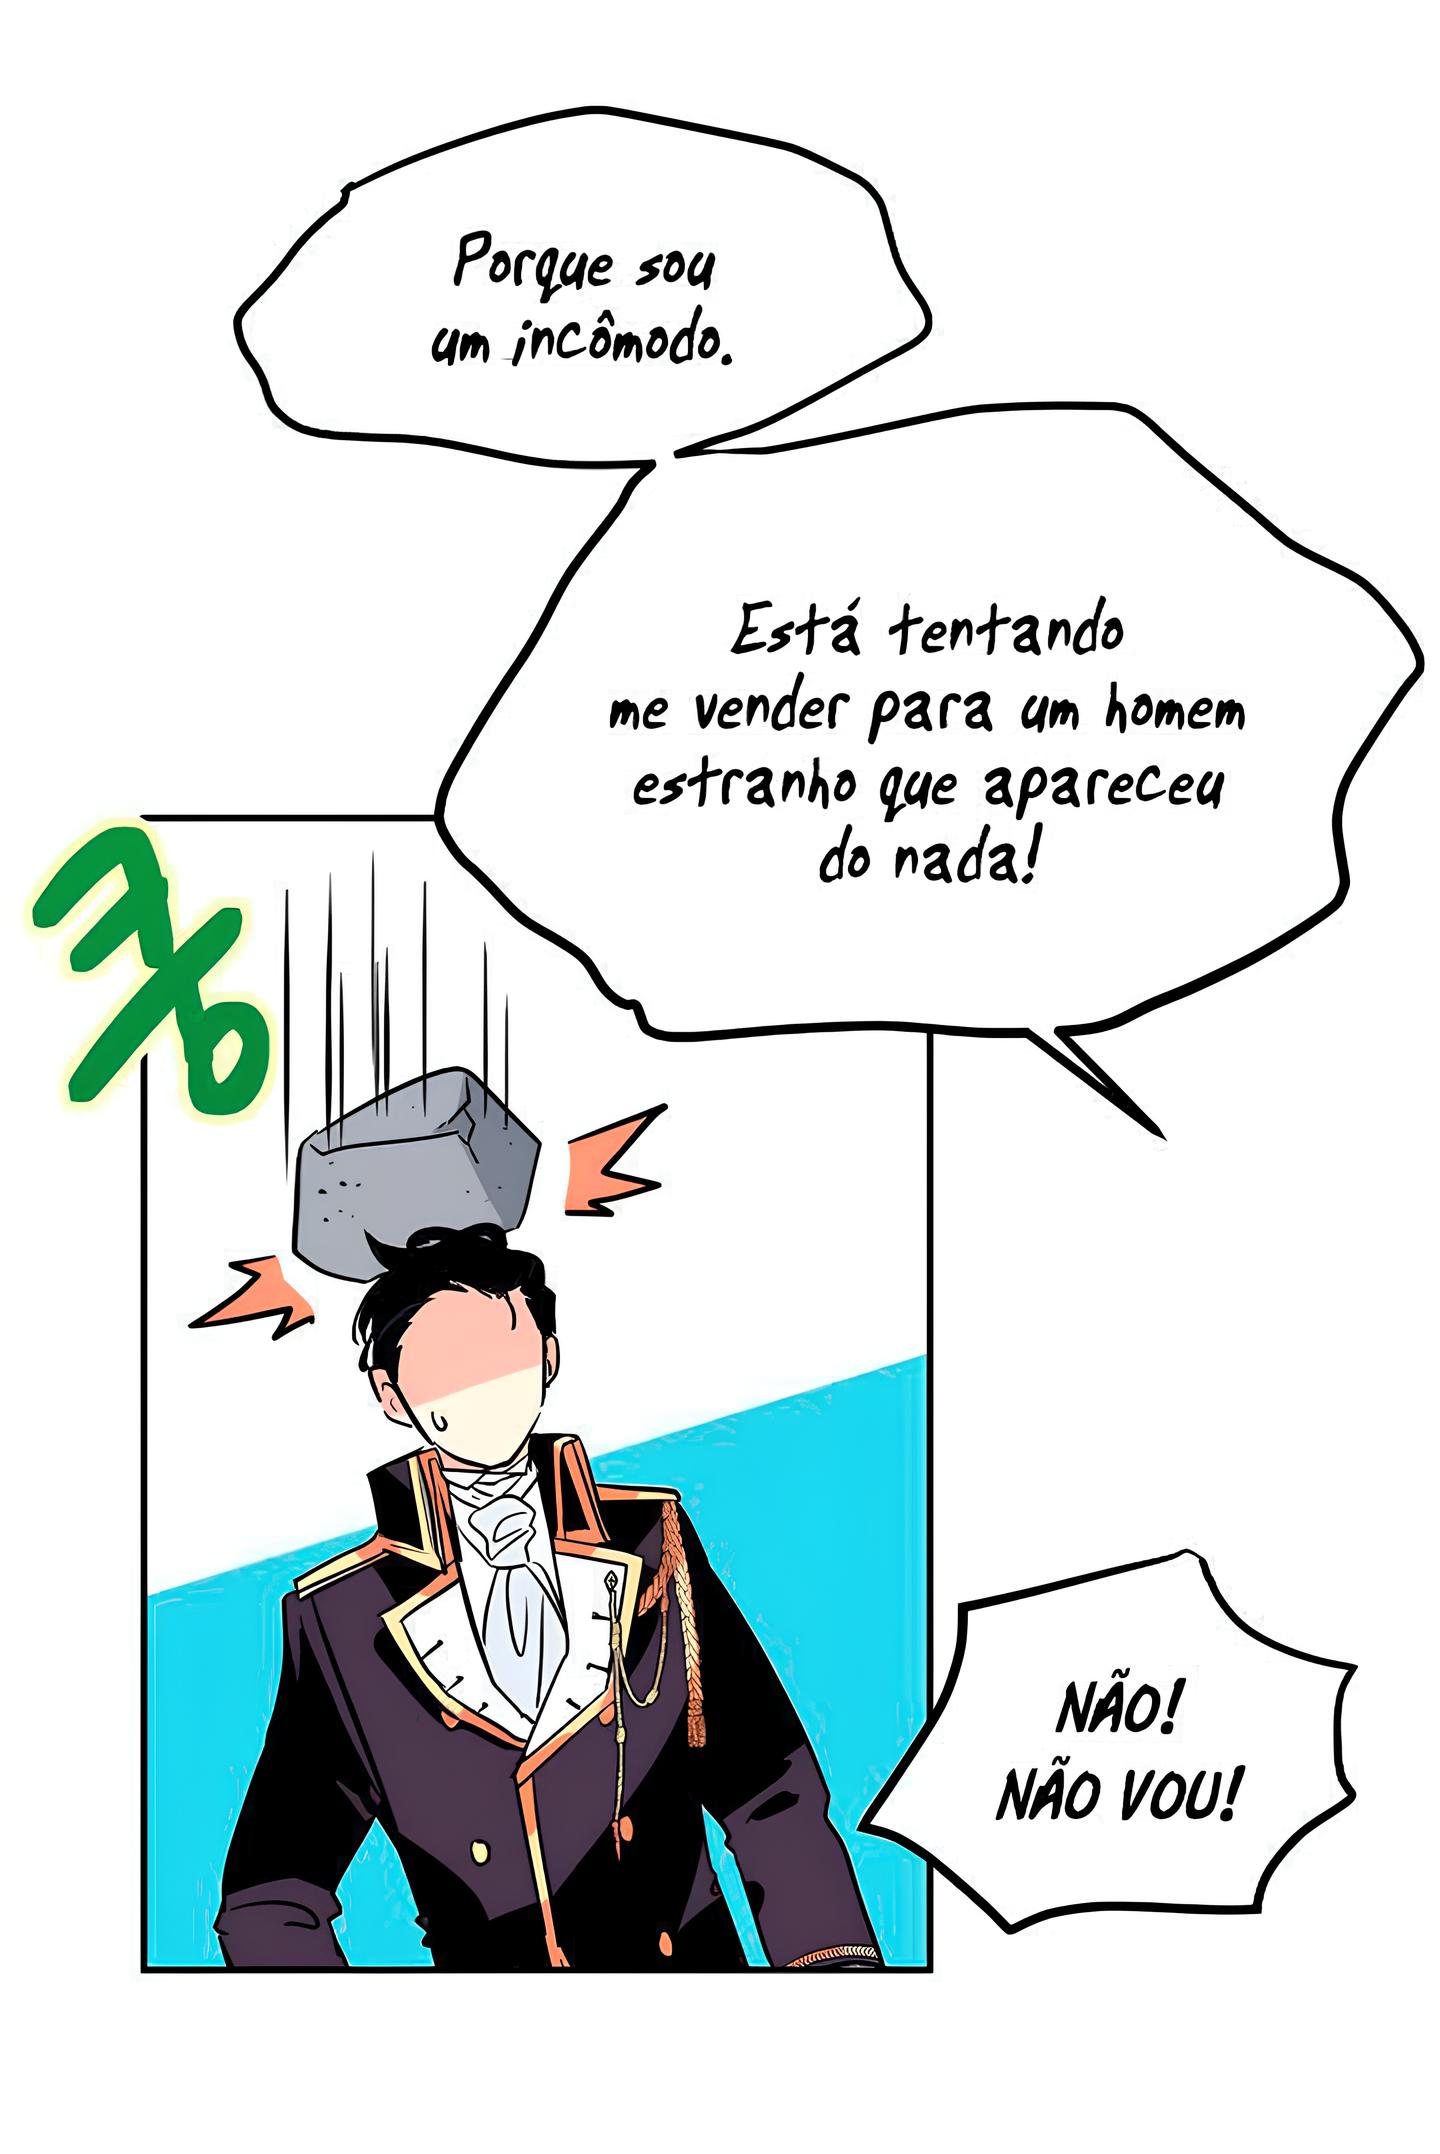 Porque sou
um incômodo.
Está tentando
me vender para um homem
estranho que apareceu
do nada!
쿵
NÃO!
NÃO VOU!